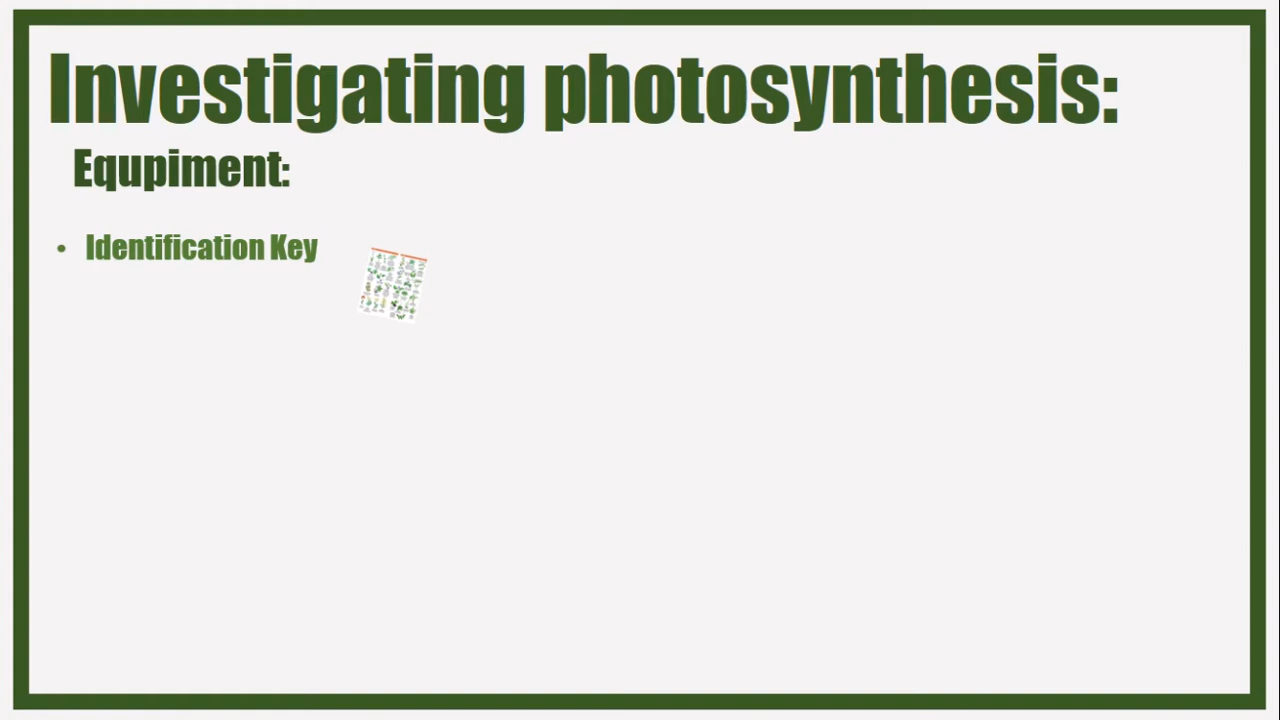 Investigating photosynthesis:
Equpiment:
• Identification Key